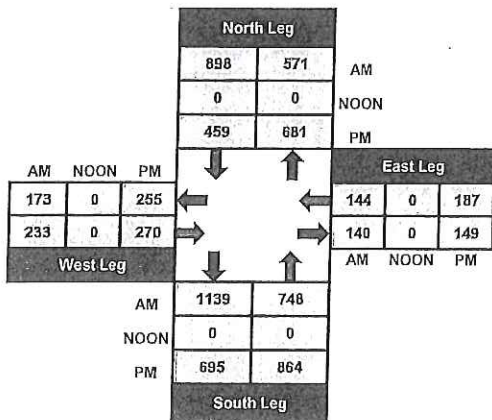 North Leg
898 571 AM
0 0 NOON
459 681 PM
AM NOON PM East Leg
173 0 255 144 0 187
233 0 270 140 0 149
West Leg AM NOON PM
AM 1139 748
NOON 0 0
PM 695 864
South Leg